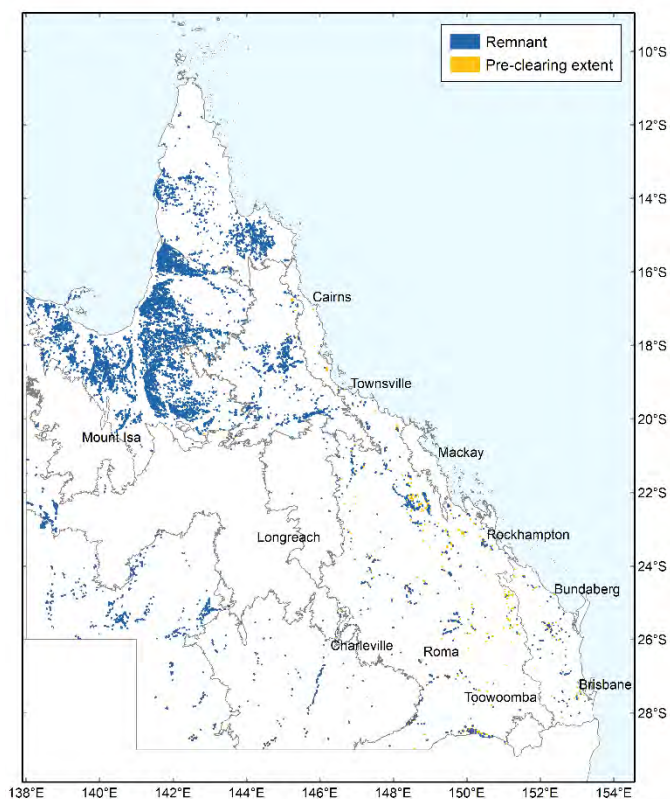 Remnant
Pre-clearing extent
10°S
12°S
14°S
16°S
Cairns
18°S
Townsville
20°S
Mount Isa
Mackay
22°S
Longreach
Rockhampton
24°S
Bundaberg
26°S
Charleville
Roma
Toowoomba
Brisbane
28°S
138°E 140°E 142°E 144°E 146°E 148°E 150°E 152°E 154°E